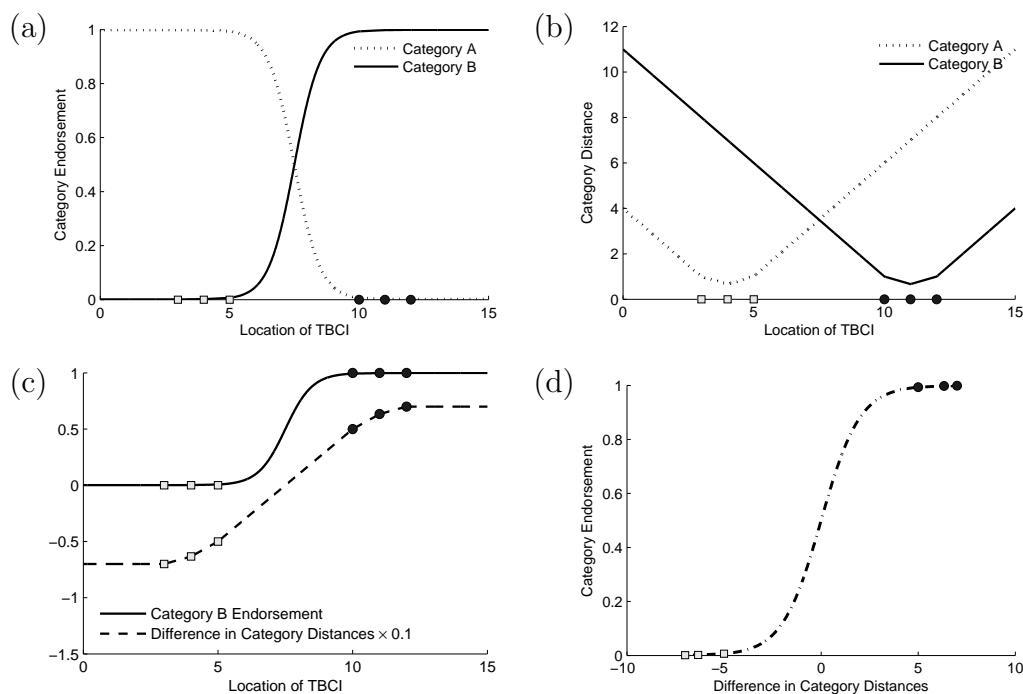 (a)
1
0.8
0.6
0.4
0.2
0
Category Endorsement
Category A
Category B
0
5
10
15
Location of TBCI
(b)
12
10
8
6
4
2
0
Category Distance
Category A
Category B
0
5
10
15
Location of TBCI
(c)
1
0.5
0
−0.5
−1
−1.5
Category B Endorsement
Difference in Category Distances × 0.1
0
5
10
15
Location of TBCI
(d)
1
0.8
0.6
0.4
0.2
0
Category Endorsement
−10
−5
0
5
10
Difference in Category Distances